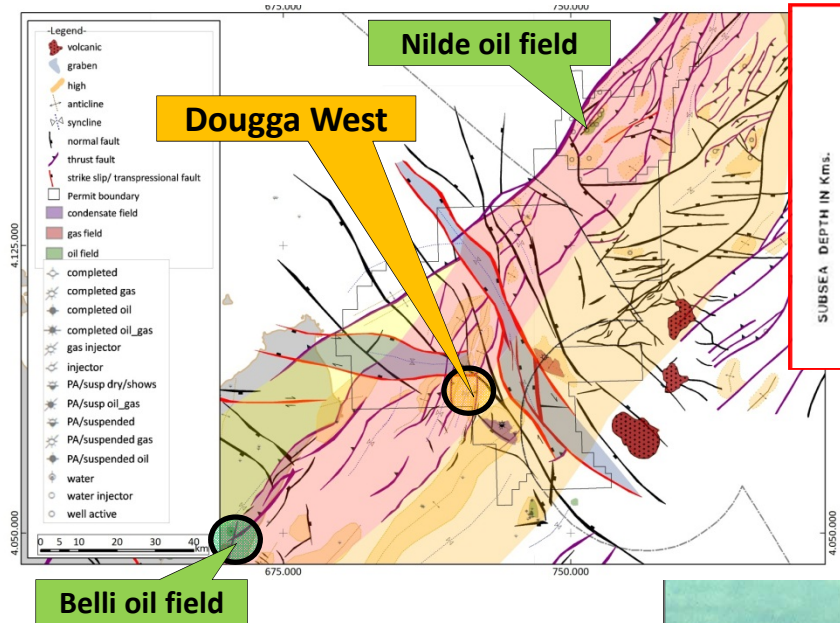 675.000
750.000
-Legend-
volcanic
graben
high
anticline
syncline
normal fault
thrust fault
strike slip/ transpressional fault
Permit boundary
condensate field
gas field
oil field
completed
completed gas
completed oil
completed oil_gas
gas injector
injector
PA/susp dry/shows
PA/susp oil_gas
PA/suspended
PA/suspended gas
PA/suspended oil
water
water injector
well active
0 5 10 20 30 40
km
Nilde oil field
Dougga West
Belli oil field
4.125.000
4.050.000
4.125.000
4.050.000
675.000
750.000
SUBSEA DEPTH IN Kms.